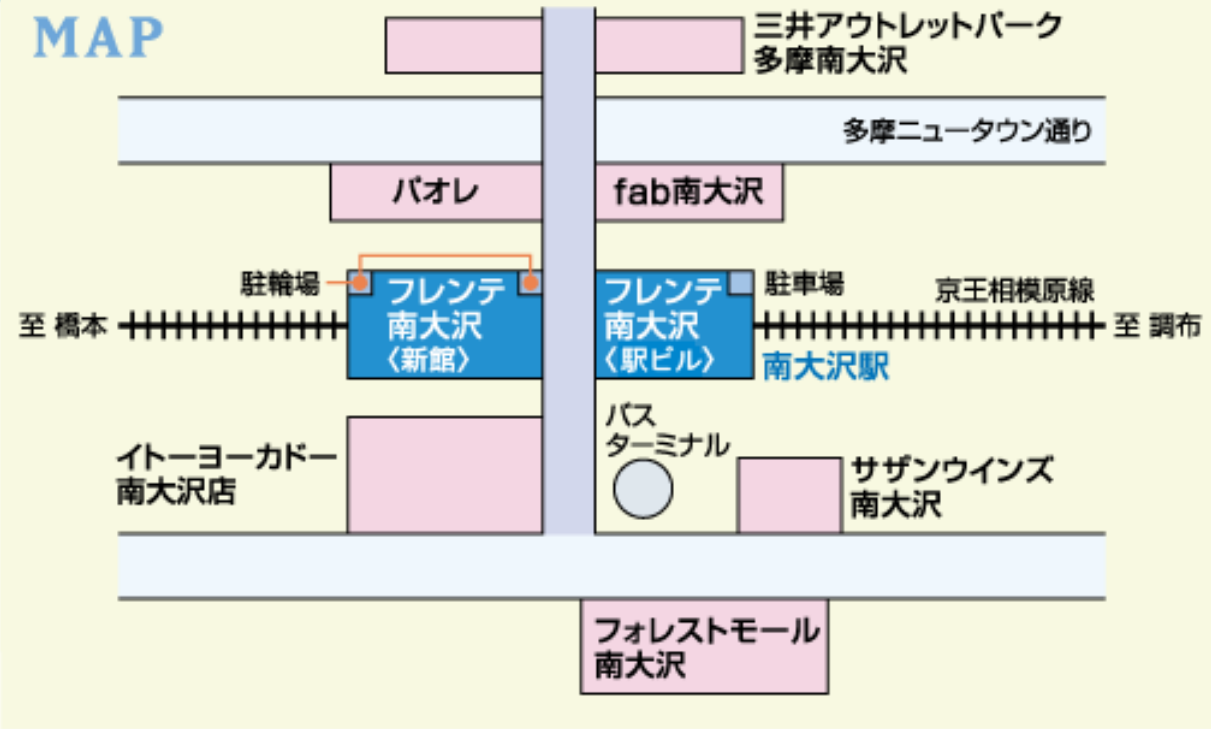 MAP
三井アウトレットパーク
多摩南大沢
多摩ニュータウン通り
パオレ
fab南大沢
駐輪場
フレンテ
南大沢
〈新館〉
フレンテ
南大沢
〈駅ビル〉
駐車場
京王相模原線
至 橋本
至 調布
南大沢駅
イトーヨーカドー
南大沢店
バス
ターミナル
サザンウインズ
南大沢
フォレストモール
南大沢